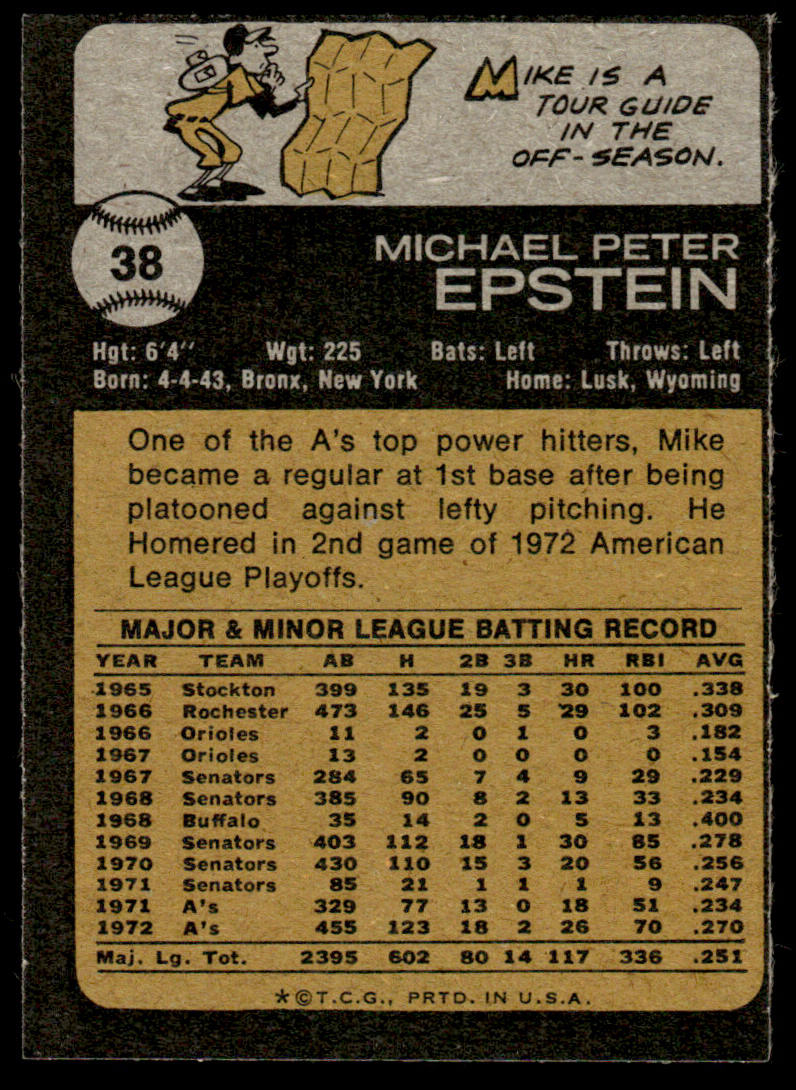 MIKE IS A
TOUR GUIDE
IN THE
OFF-SEASON.
38
MICHAEL PETER
EPSTEIN
Hgt: 6'4" Wgt: 225 Bats: Left Throws: Left
Born: 4-4-43, Bronx, New York Home: Lusk, Wyoming
One of the A's top power hitters, Mike
became a regular at 1st base after being
platooned against lefty pitching. He
Homered in 2nd game of 1972 American
League Playoffs.
MAJOR & MINOR LEAGUE BATTING RECORD
YEAR TEAM AB H 2B 3B HR RBI AVG
1965 Stockton 399 135 19 3 30 100 .338
1966 Rochester 473 146 25 5 29 102 .309
1966 Orioles 11 2 0 1 0 3 .182
1967 Orioles 13 2 0 0 0 0 .154
1967 Senators 284 65 7 4 9 29 .229
1968 Senators 385 90 8 2 13 33 .234
1968 Buffalo 35 14 2 0 5 13 .400
1969 Senators 403 112 18 1 30 85 .278
1970 Senators 430 110 15 3 20 56 .256
1971 Senators 85 21 1 1 1 9 .247
1971 A's 329 77 13 0 18 51 .234
1972 A's 455 123 18 2 26 70 .270
Maj. Lg. Tot. 2395 602 80 14 117 336 .251
*©T.C.G., PRTD. IN U.S.A.